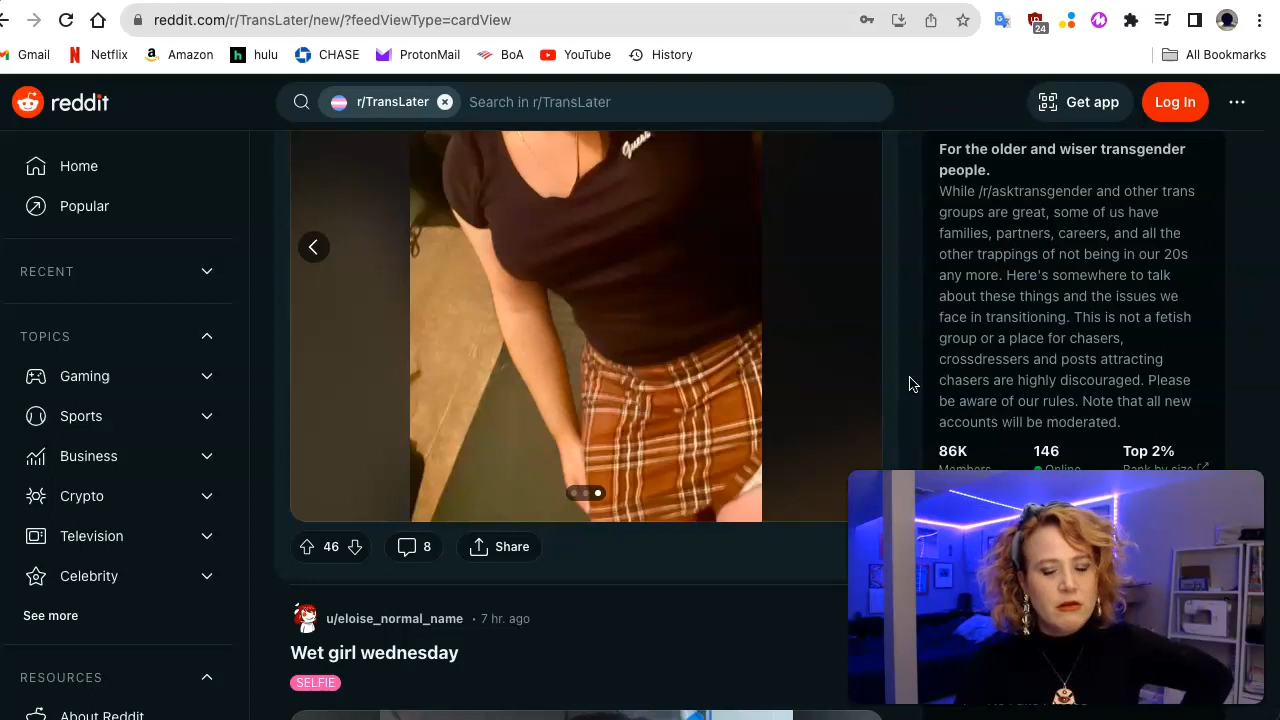 reddit.com/r/TransLater/new/?feedViewType=cardView
24
Gmail
Netflix
Amazon
hulu
CHASE
ProtonMail
BoA
YouTube
History
All Bookmarks
reddit
r/TransLater
Search in r/TransLater
Get app
Log In
Home
Popular
RECENT
TOPICS
Gaming
Sports
Business
Crypto
Television
Celebrity
See more
RESOURCES
About Reddit
Guess
46
8
Share
u/eloise_normal_name
• 7 hr. ago
Wet girl wednesday
SELFIE
For the older and wiser transgender
people.
While /r/asktransgender and other trans
groups are great, some of us have
families, partners, careers, and all the
other trappings of not being in our 20s
any more. Here's somewhere to talk
about these things and the issues we
face in transitioning. This is not a fetish
group or a place for chasers,
crossdressers and posts attracting
chasers are highly discouraged. Please
be aware of our rules. Note that all new
accounts will be moderated.
86K
146
Top 2%
Members
Online
Rank by size